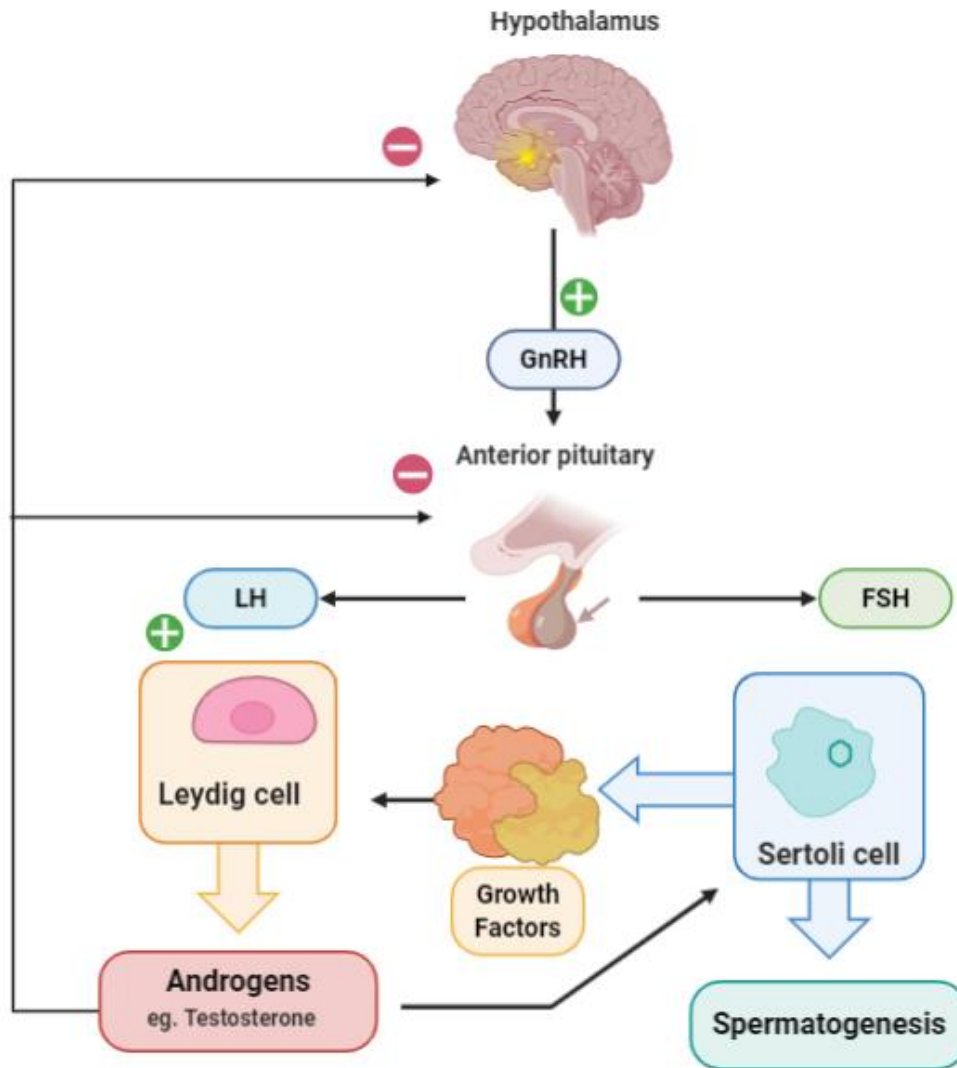 Hypothalamus
GnRH
Anterior pituitary
LH
FSH
Leydig cell
Sertoli cell
Growth
Factors
Androgens
eg. Testosterone
Spermatogenesis